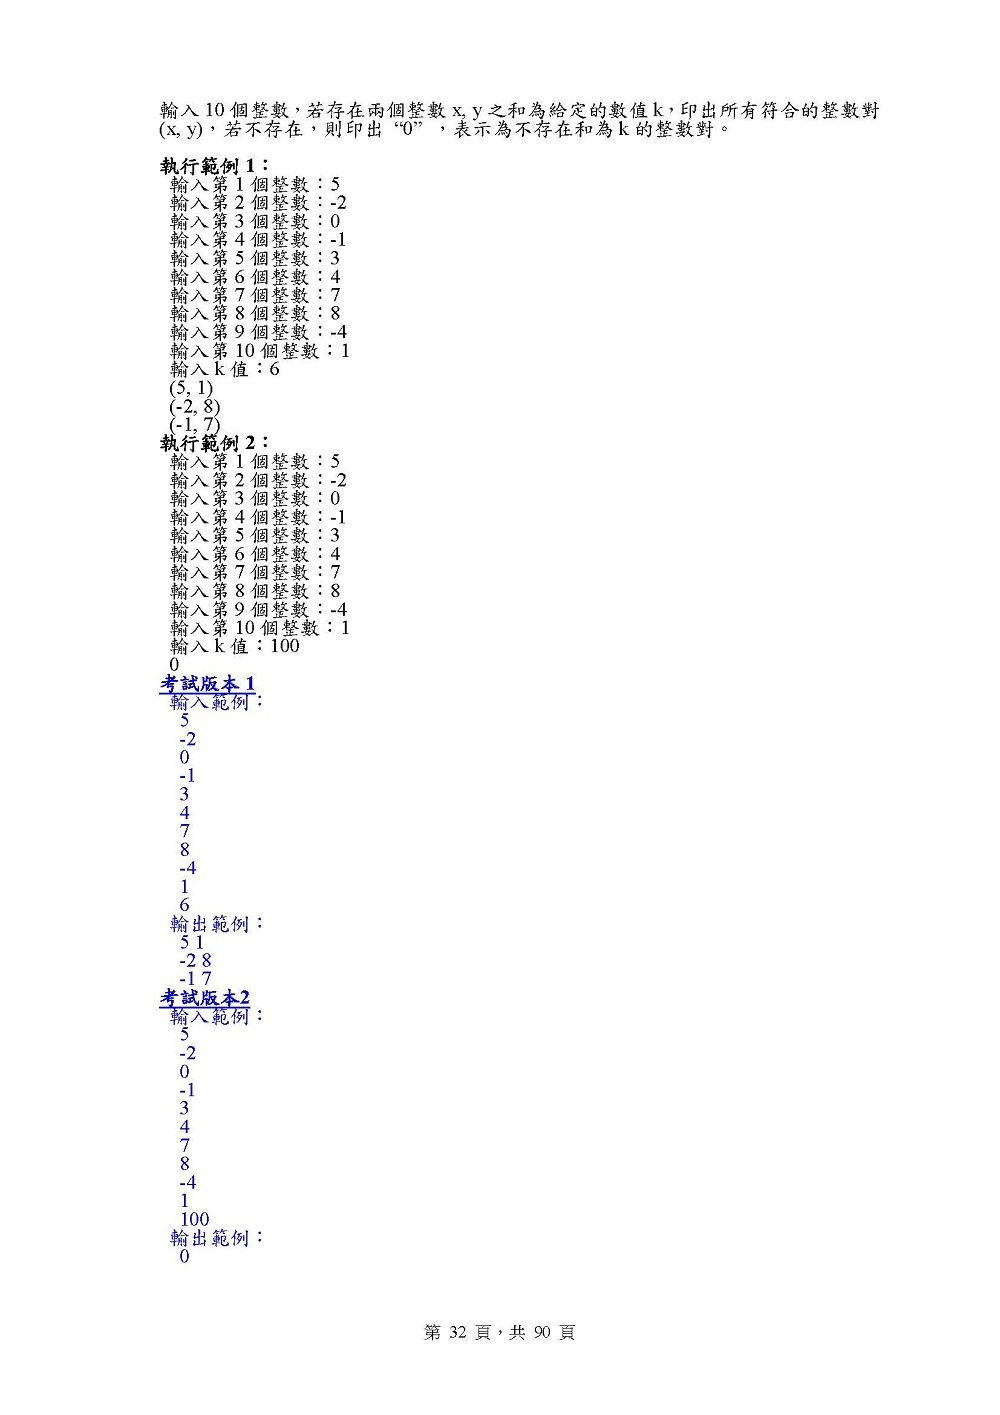 輸入 10 個整數，若存在兩個整數 x, y 之和為給定的數值 k，印出所有符合的整數對
(x, y)，若不存在，則印出 “0” ，表示為不存在和為 k 的整數對。
執行範例 1：
輸入第 1 個整數：5
輸入第 2 個整數：-2
輸入第 3 個整數：0
輸入第 4 個整數：-1
輸入第 5 個整數：3
輸入第 6 個整數：4
輸入第 7 個整數：7
輸入第 8 個整數：8
輸入第 9 個整數：-4
輸入第 10 個整數：1
輸入 k 值：6
(5, 1)
(-2, 8)
(-1, 7)
執行範例 2：
輸入第 1 個整數：5
輸入第 2 個整數：-2
輸入第 3 個整數：0
輸入第 4 個整數：-1
輸入第 5 個整數：3
輸入第 6 個整數：4
輸入第 7 個整數：7
輸入第 8 個整數：8
輸入第 9 個整數：-4
輸入第 10 個整數：1
輸入 k 值：100
0
考試版本 1
輸入範例：
5
-2
0
-1
3
4
7
8
-4
1
6
輸出範例：
5 1
-2 8
-1 7
考試版本2
輸入範例：
5
-2
0
-1
3
4
7
8
-4
1
100
輸出範例：
0
第 32 頁，共 90 頁